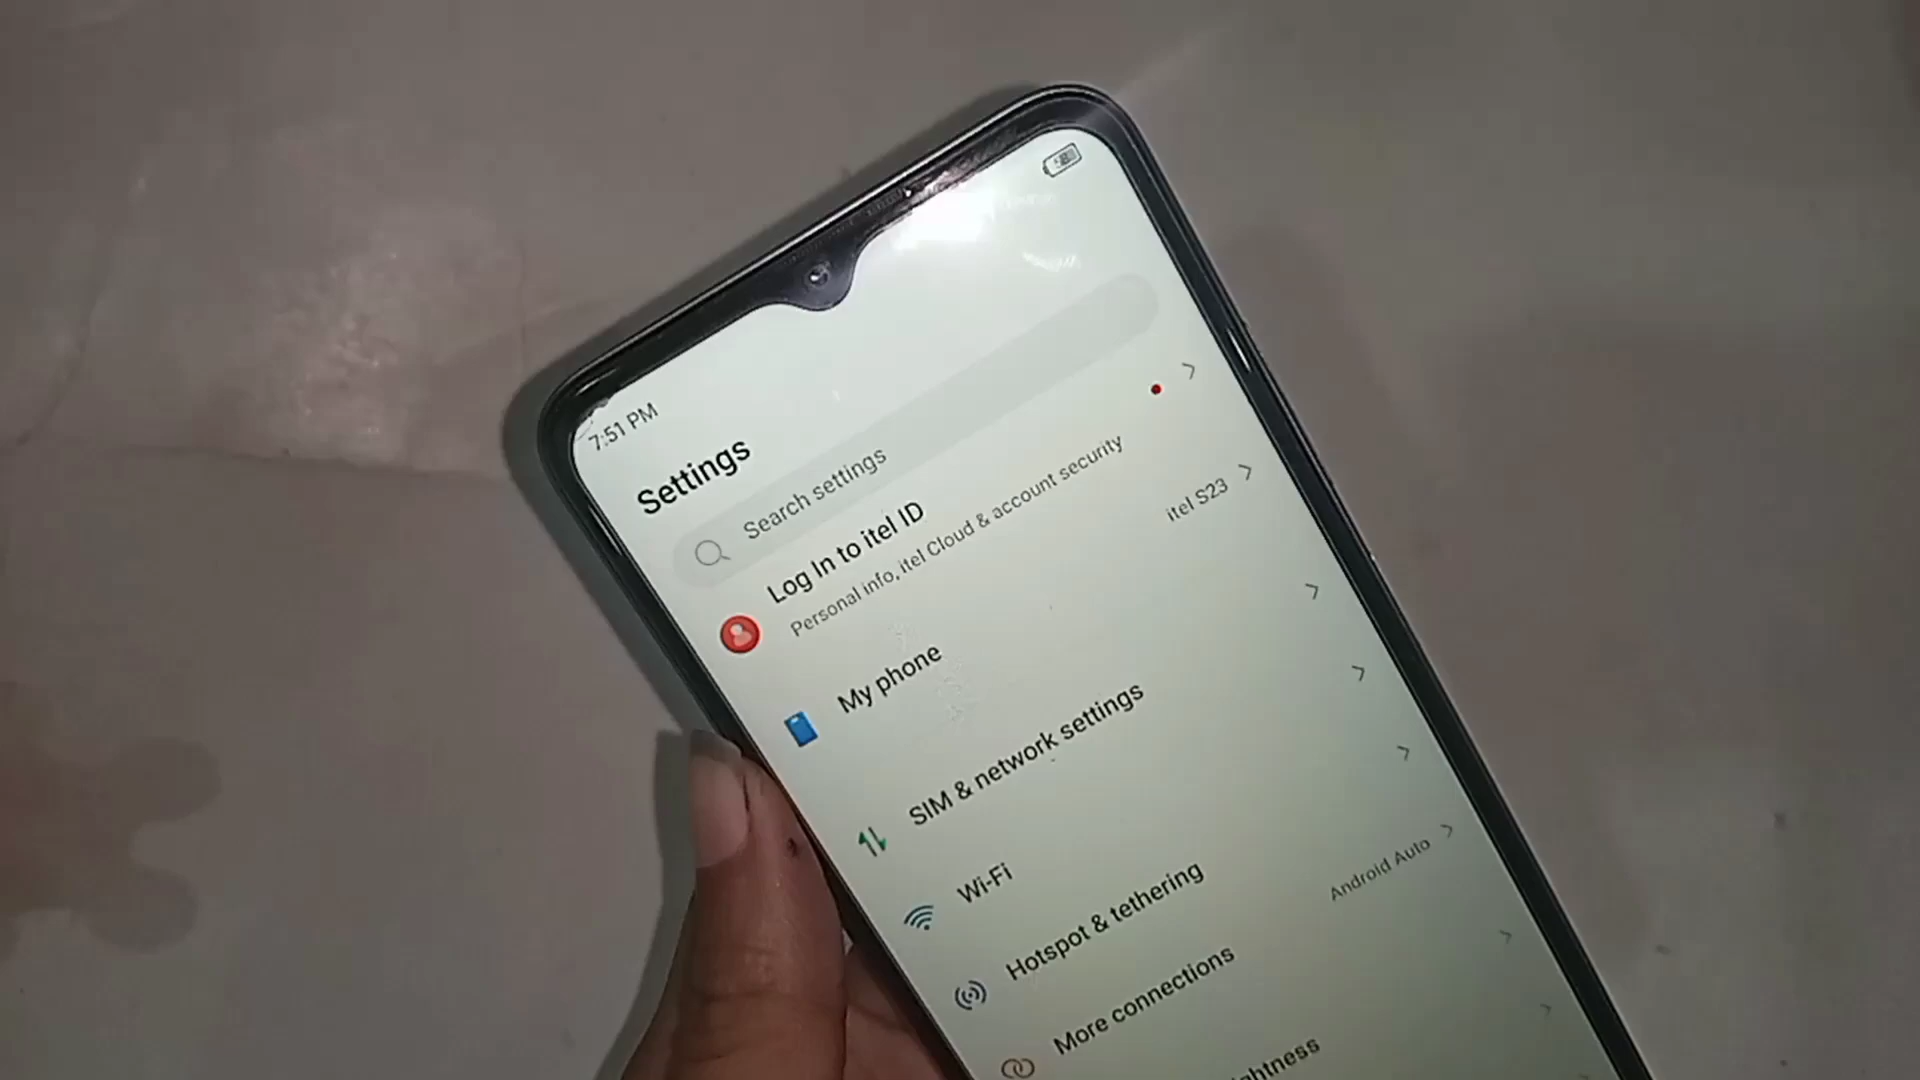 7:51 PM
Settings
Search settings
Log In to itel ID
Personal info, itel Cloud & account security
My phone
itel S23
SIM & network settings
Wi-Fi
Hotspot & tethering
More connections
Android Auto